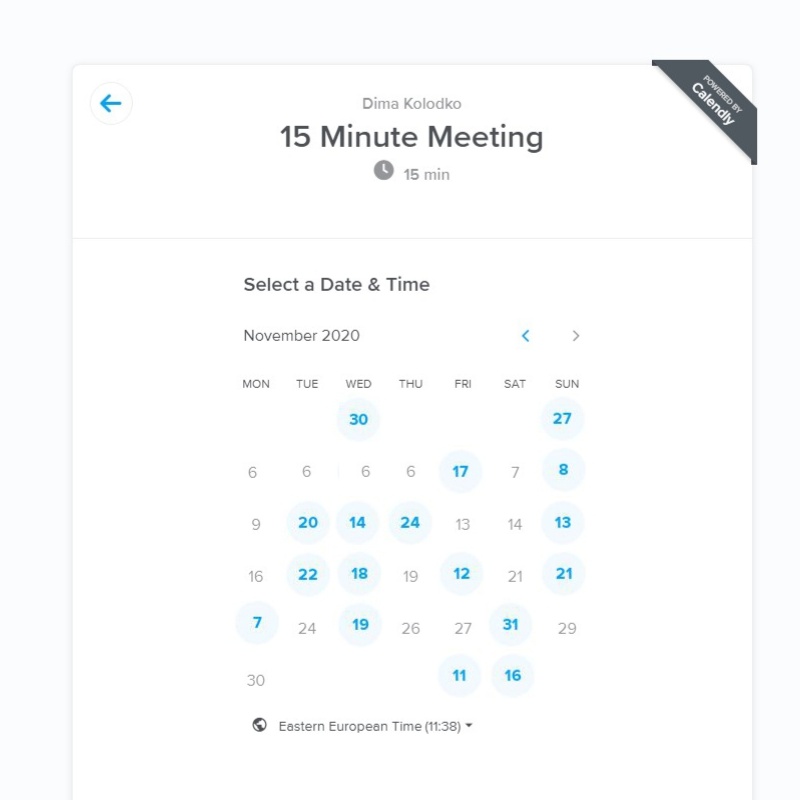 POWERED BY
Calendly
Dima Kolodko
15 Minute Meeting
15 min
Select a Date & Time
November 2020
MON TUE WED THU FRI SAT SUN
30 27
6 6 6 6 17 7 8
9 20 14 24 13 14 13
16 22 18 19 12 21 21
7 24 19 26 27 31 29
30 11 16
Eastern European Time (11:38)